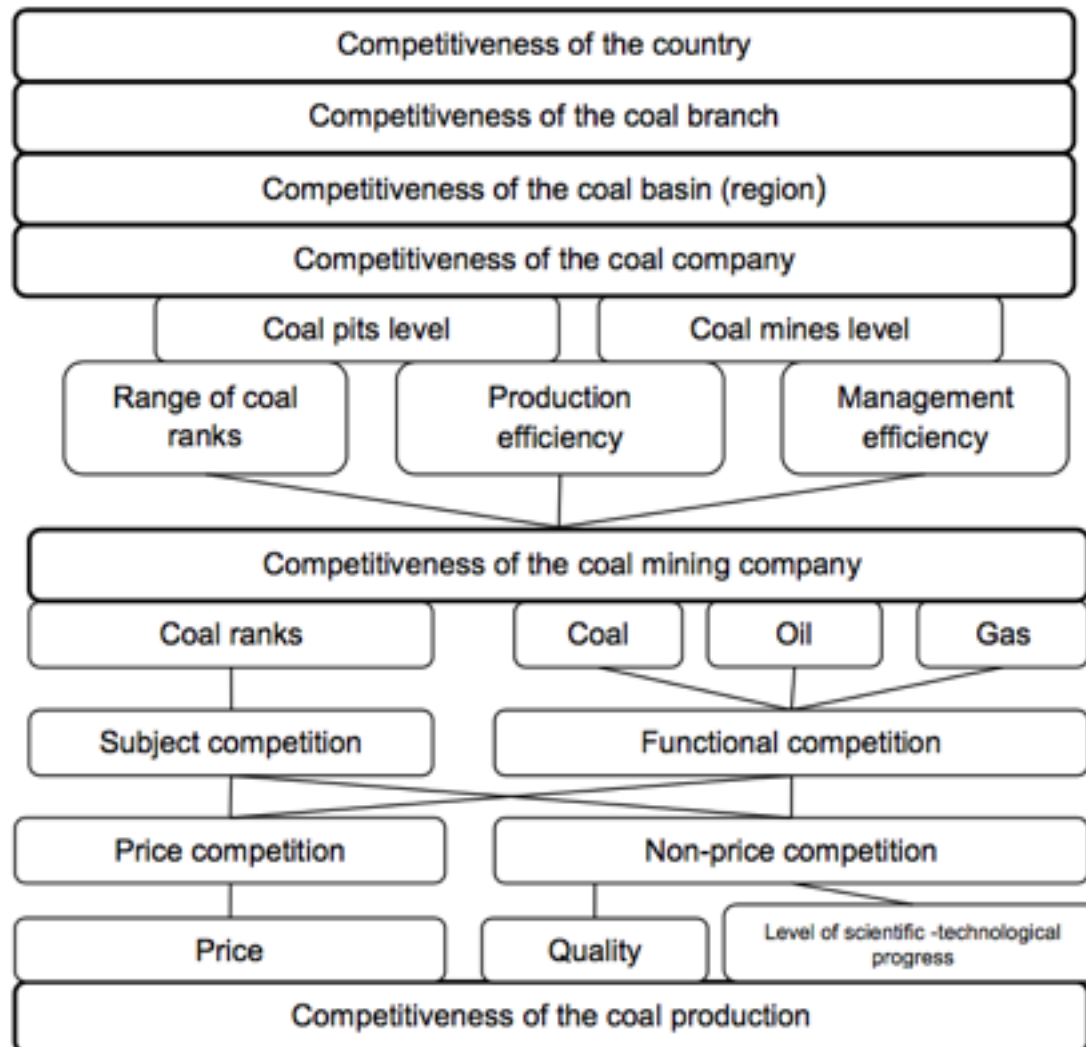 Competitiveness of the country
Competitiveness of the coal branch
Competitiveness of the coal basin (region)
Competitiveness of the coal company
Coal pits level
Coal mines level
Range of coal
ranks
Production
efficiency
Management
efficiency
Competitiveness of the coal mining company
Coal ranks
Coal
Oil
Gas
Subject competition
Functional competition
Price competition
Non-price competition
Price
Quality
Level of scientific -technological
progress
Competitiveness of the coal production